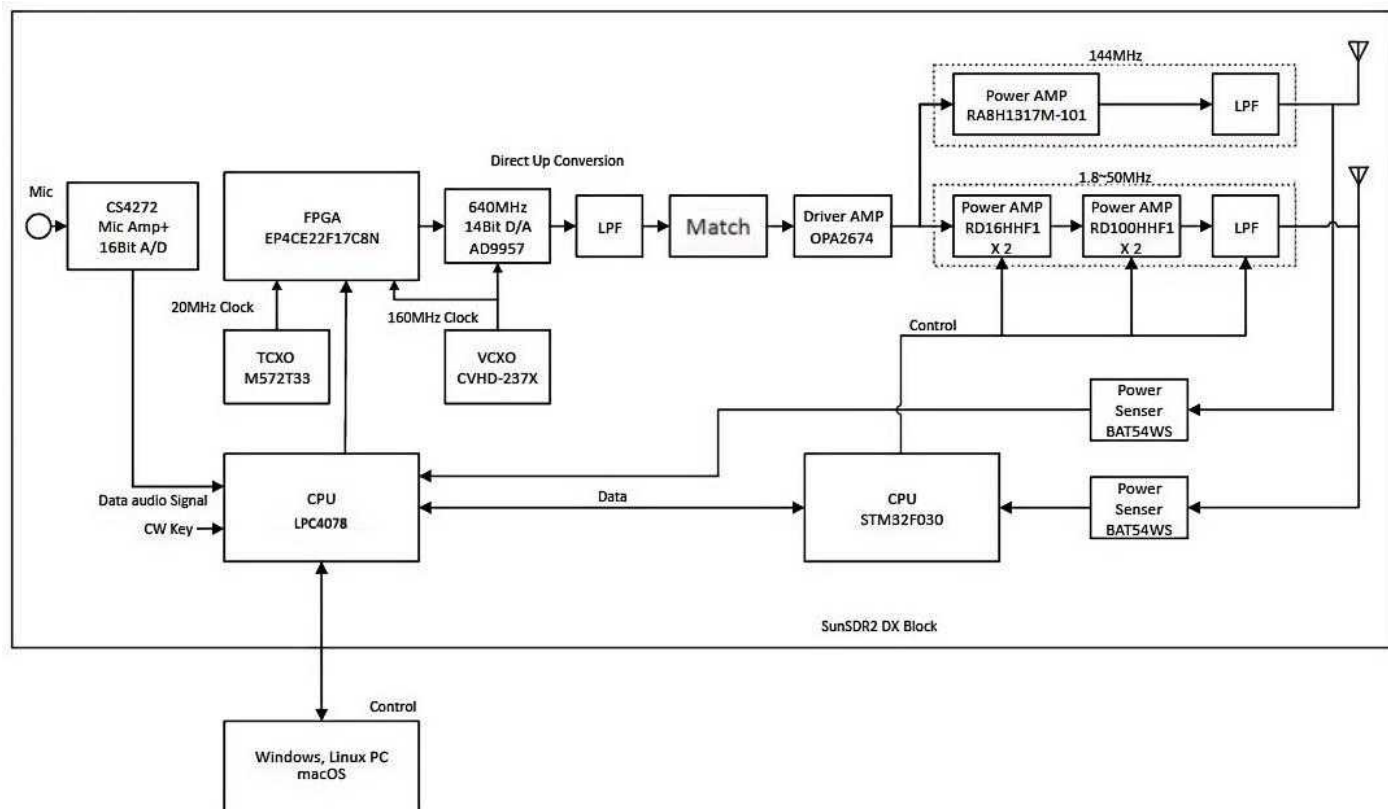 144MHz
Power AMP
RA8H1317M-101
LPF
Direct Up Conversion
1.8~50MHz
Mic
CS4272
Mic Amp+
16Bit A/D
FPGA
EP4CE22F17C8N
640MHz
14Bit D/A
AD9957
LPF
Match
Driver AMP
OPA2674
Power AMP
RD16HHF1
X 2
Power AMP
RD100HHF1
X 2
LPF
20MHz Clock
160MHz Clock
Control
TCXO
M572T33
VCXO
CVHD-237X
Power
Senser
BAT54WS
Data audio Signal
CW Key
CPU
LPC4078
Data
CPU
STM32F030
Power
Senser
BAT54WS
SunSDR2 DX Block
Control
Windows, Linux PC
macOS